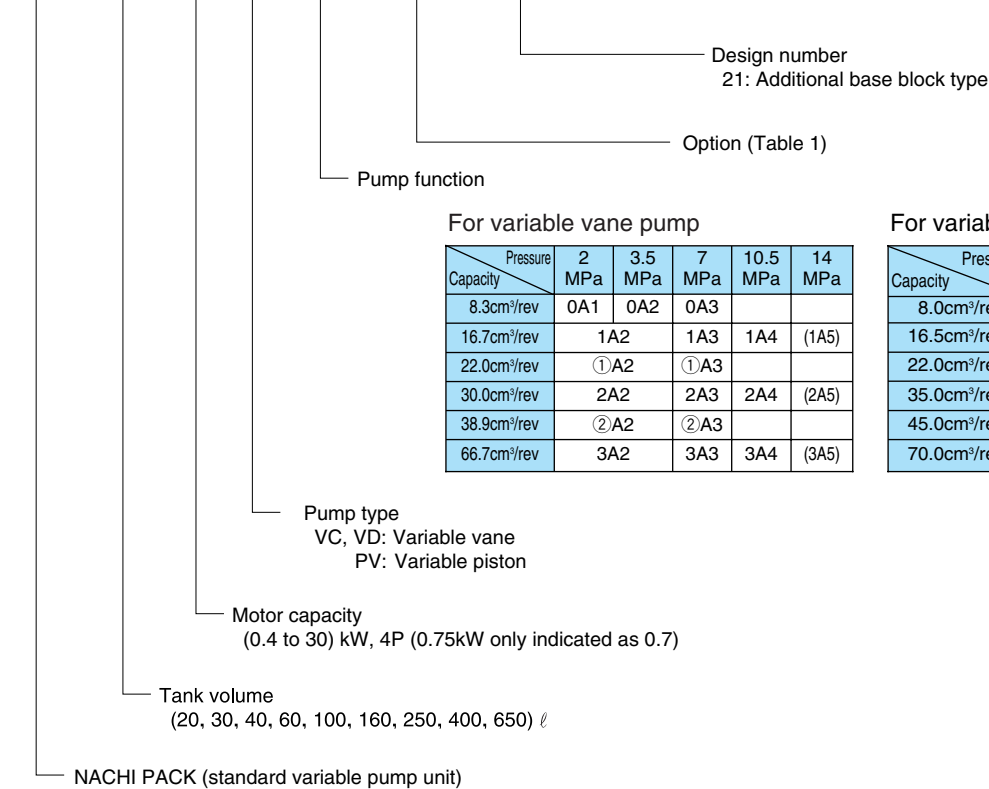 Design number
21: Additional base block type
Option (Table 1)
Pump function
For variable vane pump
Pressure 2 MPa 3.5 MPa 7 MPa 10.5 MPa 14 MPa
Capacity
8.3cm³/rev 0A1 0A2 0A3
16.7cm³/rev 1A2 1A3 1A4 (1A5)
22.0cm³/rev ①A2 ①A3
30.0cm³/rev 2A2 2A3 2A4 (2A5)
38.9cm³/rev ②A2 ②A3
66.7cm³/rev 3A2 3A3 3A4 (3A5)
For variab
Pres
Capacity
8.0cm³/re
16.5cm³/re
22.0cm³/re
35.0cm³/re
45.0cm³/re
70.0cm³/re
Pump type
VC, VD: Variable vane
PV: Variable piston
Motor capacity
(0.4 to 30) kW, 4P (0.75kW only indicated as 0.7)
Tank volume
(20, 30, 40, 60, 100, 160, 250, 400, 650) ℓ
NACHI PACK (standard variable pump unit)